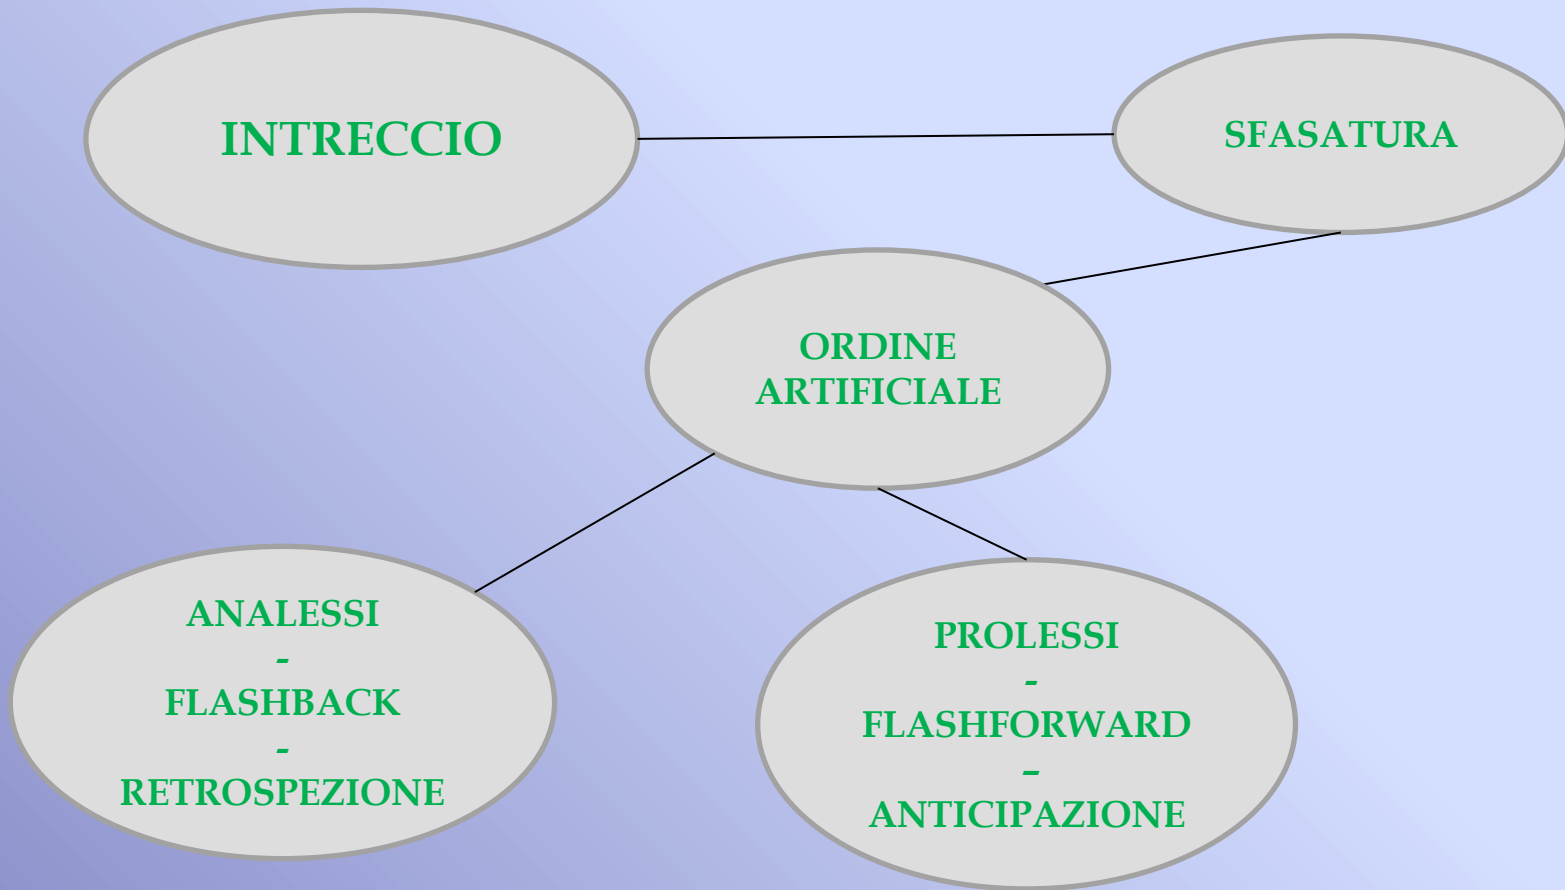 INTRECCIO
SFASATURA
ORDINE
ARTIFICIALE
ANALESSI
-
FLASHBACK
-
RETROSPEZIONE
PROLESSI
-
FLASHFORWARD
–
ANTICIPAZIONE